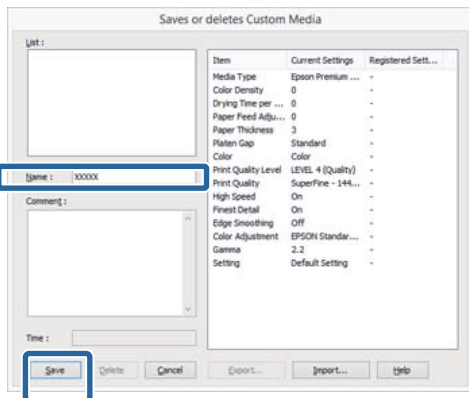 Saves or deletes Custom Media
List :
Item Current Settings Registered Sett...
Media Type Epson Premium ... -
Color Density 0 -
Drying Time per ... 0 -
Paper Feed Adju... 0 -
Paper Thickness 3 -
Platen Gap Standard -
Color Color -
Print Quality Level LEVEL 4 (Quality) -
Print Quality SuperFine - 144... -
High Speed On -
Finest Detail On -
Edge Smoothing Off -
Color Adjustment EPSON Standar... -
Gamma 2.2 -
Setting Default Setting -
Name : XXXXX
Comment :
Time :
Save Delete Cancel Export... Import... Help